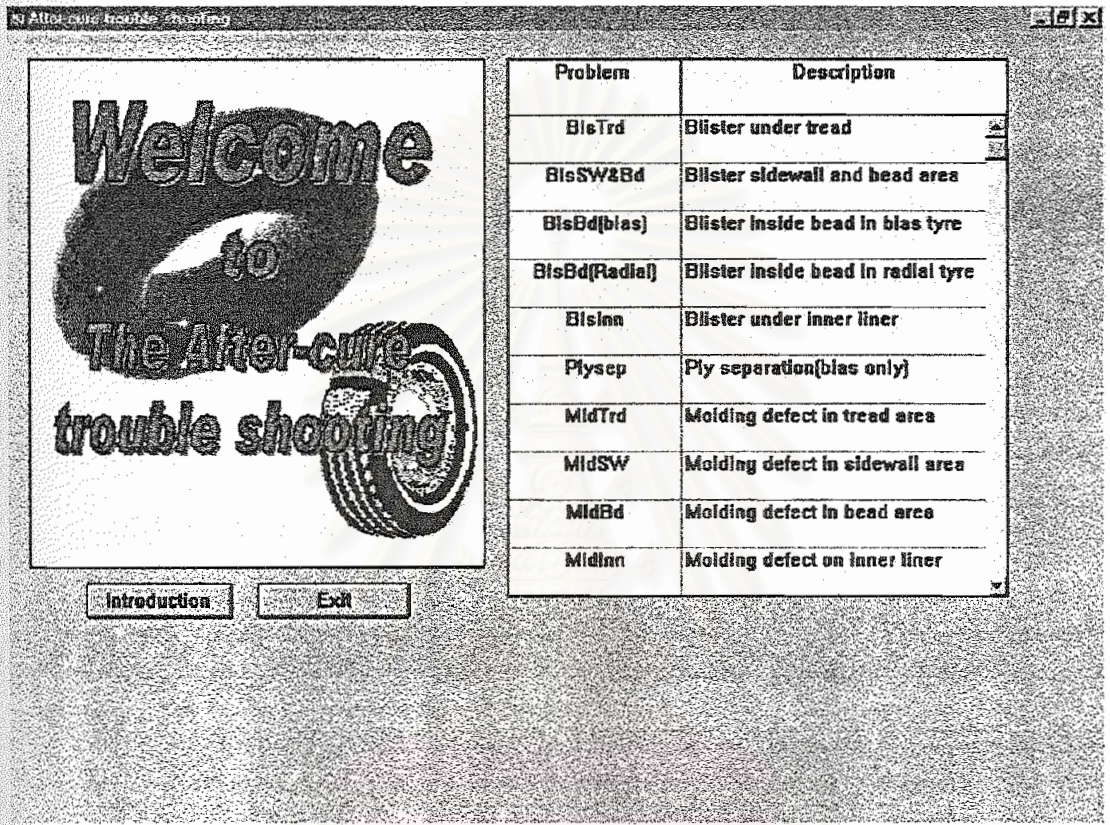 After cure trouble shooting
Welcome
to
The After-cure
trouble shooting
Introduction Exit
Problem Description
BlsTrd Blister under tread
BlsSW&Bd Blister sidewall and bead area
BlsBd(bias) Blister inside bead in bias tyre
BlsBd(Radial) Blister inside bead in radial tyre
BlsInn Blister under inner liner
Plysep Ply separation(bias only)
MldTrd Molding defect in tread area
MldSW Molding defect in sidewall area
MldBd Molding defect in bead area
MldInn Molding defect on inner liner